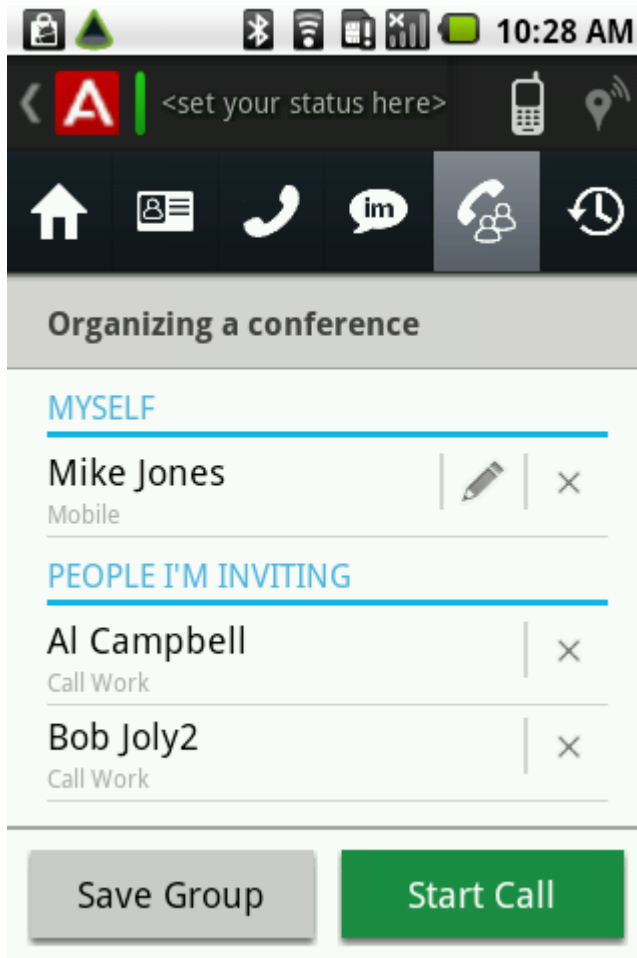 10:28 AM
<set your status here>
im
Organizing a conference
MYSELF
Mike Jones
Mobile
PEOPLE I'M INVITING
Al Campbell
Call Work
Bob Joly2
Call Work
Save Group
Start Call